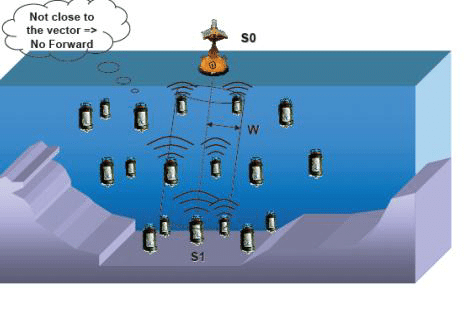 Not close to
the vector =>
No Forward
S0
W
S1